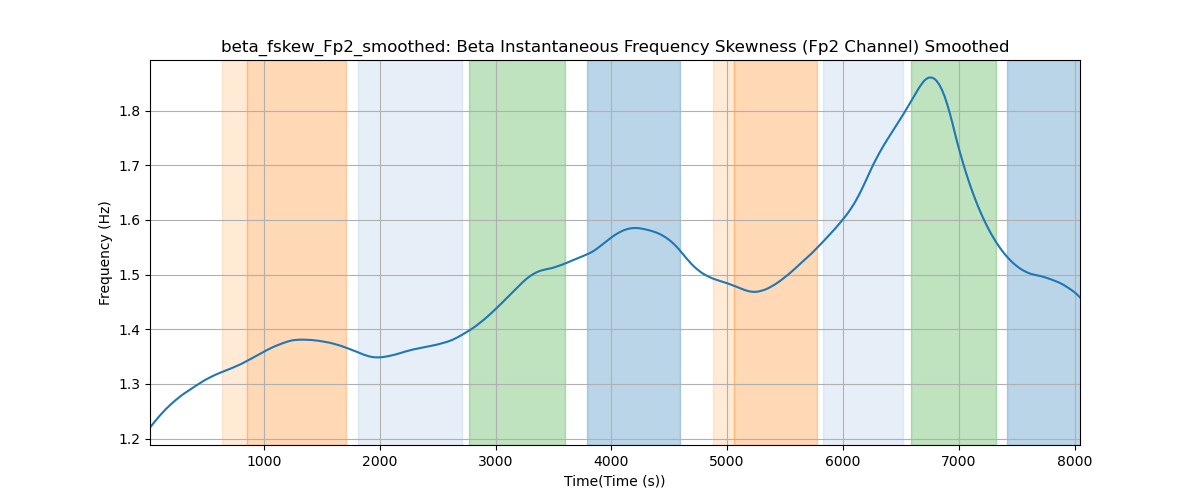 beta_fskew_Fp2_smoothed: Beta Instantaneous Frequency Skewness (Fp2 Channel) Smoothed
Frequency (Hz)
1.8
1.7
1.6
1.5
1.4
1.3
1.2
1000 2000 3000 4000 5000 6000 7000 8000
Time(Time (s))